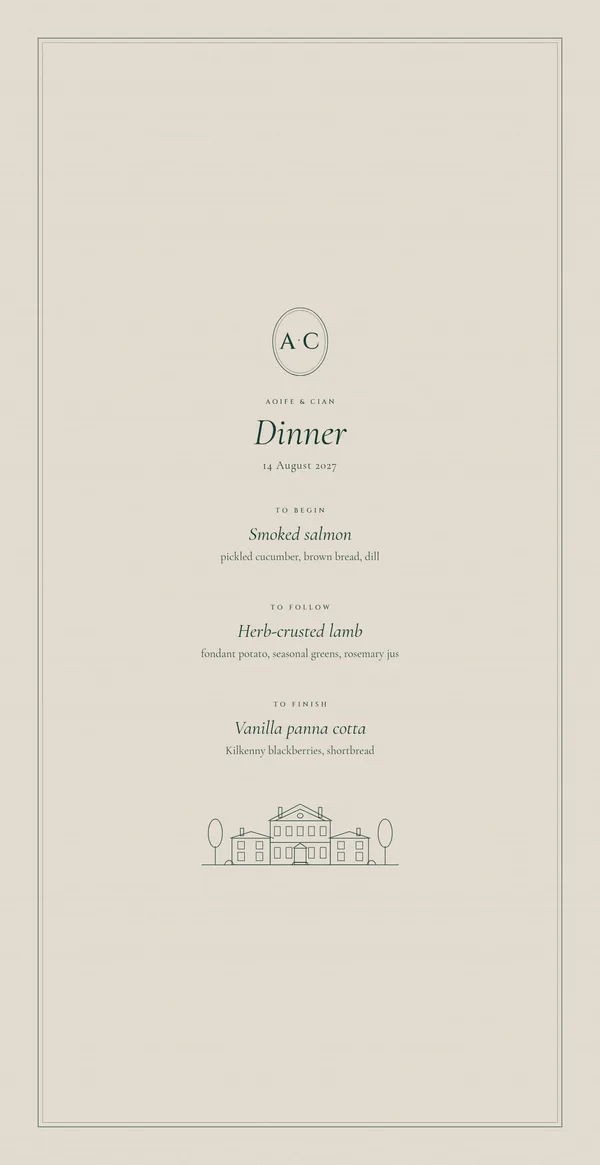 A·C
AOIFE & CIAN
Dinner
14 August 2027
TO BEGIN
Smoked salmon
pickled cucumber, brown bread, dill
TO FOLLOW
Herb-crusted lamb
fondant potato, seasonal greens, rosemary jus
TO FINISH
Vanilla panna cotta
Kilkenny blackberries, shortbread